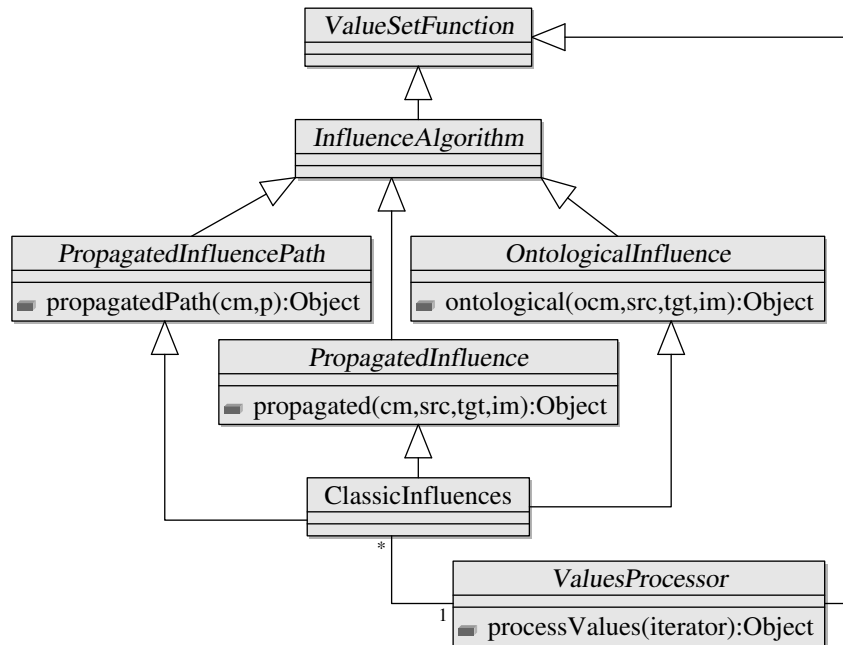 ValueSetFunction
InfluenceAlgorithm
PropagatedInfluencePath
propagatedPath(cm,p):Object
OntologicalInfluence
ontological(ocm,src,tgt,im):Object
PropagatedInfluence
propagated(cm,src,tgt,im):Object
ClassicInfluences
*
1
ValuesProcessor
processValues(iterator):Object